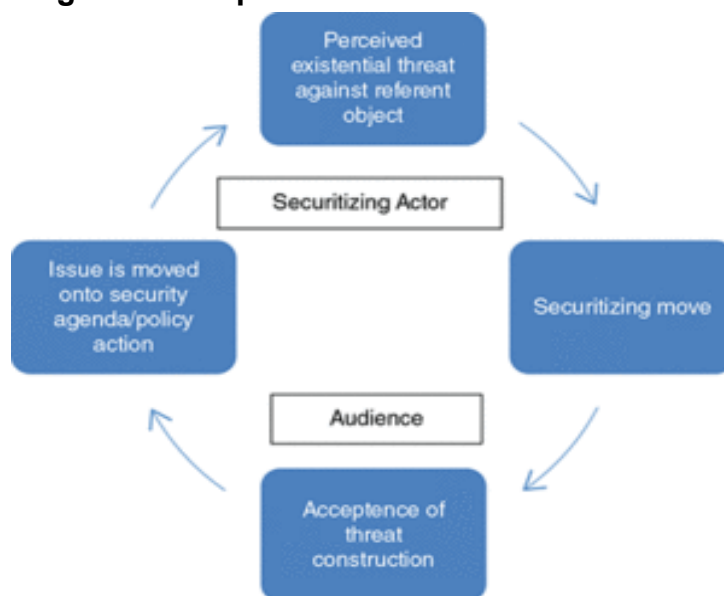 Perceived
existential threat
against referent
object
Securitizing Actor
Issue is moved
onto security
agenda/policy
action
Securitizing move
Audience
Acceptence of
threat
construction